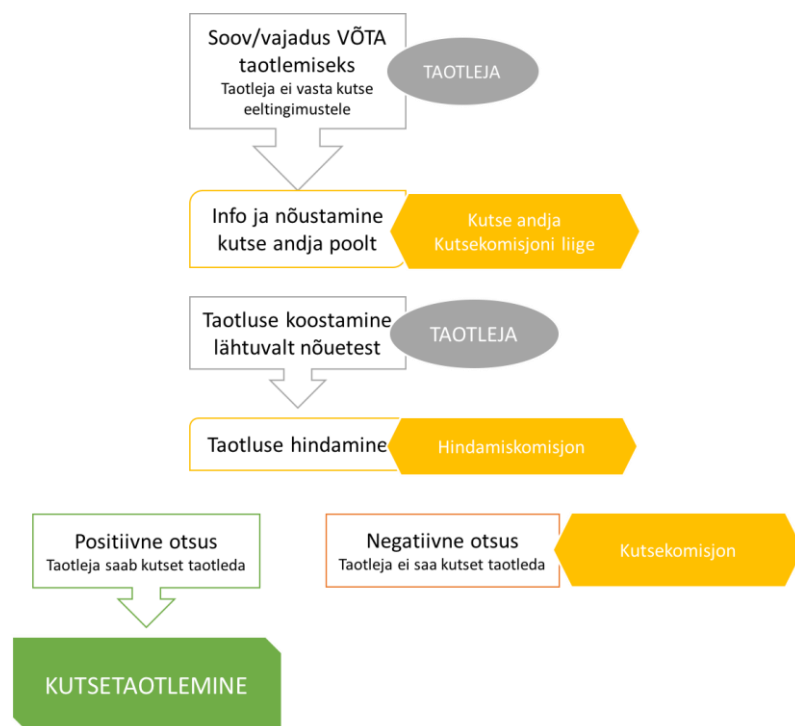 Soov/vajadus VÕTA
taotlemiseks
Taotleja ei vasta kutse
eeltingimustele
TAOTLEJA
Info ja nõustamine
kutse andja poolt
Kutse andja
Kutsekomisjoni liige
Taotluse koostamine
lähtuvalt nõuetest
TAOTLEJA
Taotluse hindamine
Hindamiskomisjon
Positiivne otsus
Taotleja saab kutset taotleda
Negatiivne otsus
Taotleja ei saa kutset taotleda
Kutsekomisjon
KUTSETAOTLEMINE